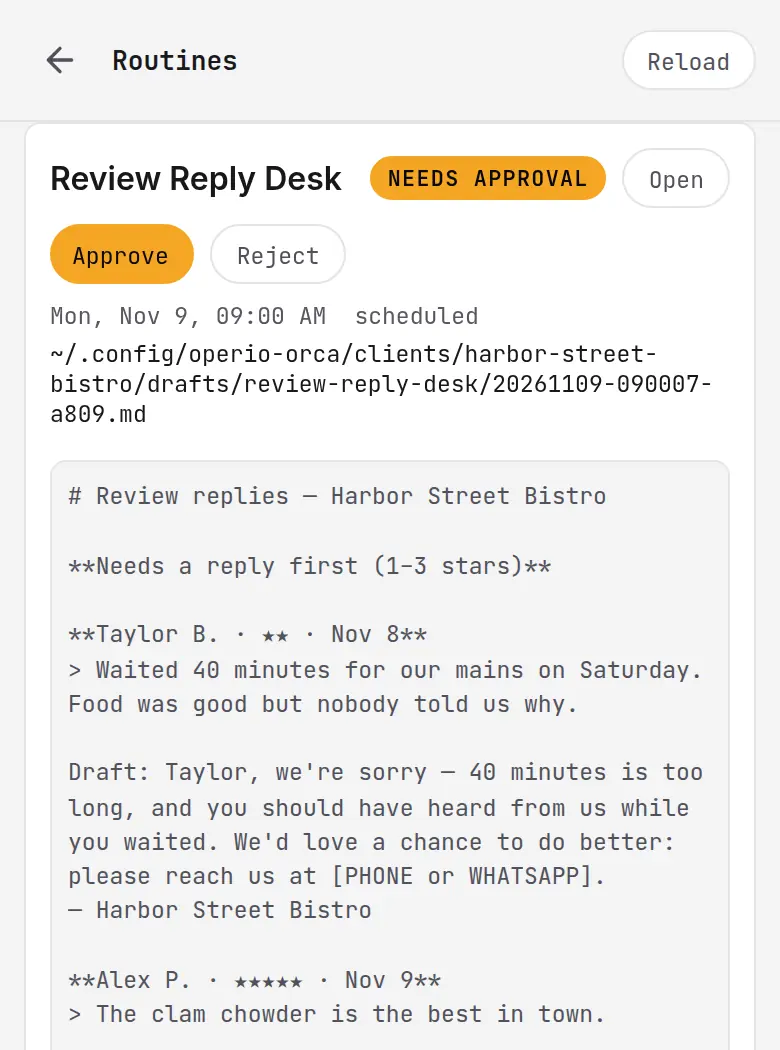 Routines
Reload
Review Reply Desk
NEEDS APPROVAL
Open
Approve
Reject
Mon, Nov 9, 09:00 AM scheduled
~/.config/operio-orca/clients/harbor-street-
bistro/drafts/review-reply-desk/20261109-090007-
a809.md
# Review replies — Harbor Street Bistro
**Needs a reply first (1–3 stars)**
**Taylor B. · ★★ · Nov 8**
> Waited 40 minutes for our mains on Saturday.
Food was good but nobody told us why.
Draft: Taylor, we're sorry — 40 minutes is too
long, and you should have heard from us while
you waited. We'd love a chance to do better:
please reach us at [PHONE or WHATSAPP].
— Harbor Street Bistro
**Alex P. · ★★★★★ · Nov 9**
> The clam chowder is the best in town.